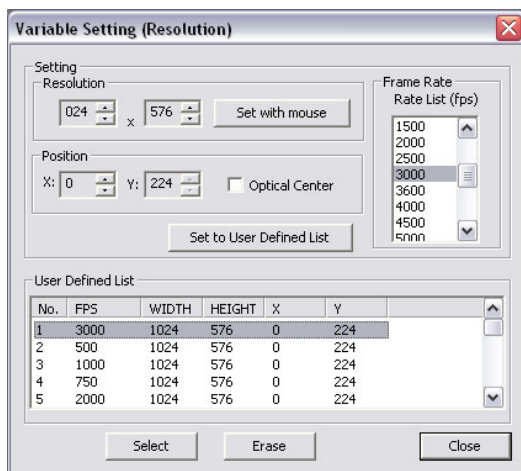 Variable Setting (Resolution)
Setting
Resolution
024 x 576 Set with mouse
Position
X: 0 Y: 224 Optical Center
Set to User Defined List
Frame Rate
Rate List (fps)
1500
2000
2500
3000
3600
4000
4500
5000
User Defined List
No. FPS WIDTH HEIGHT X Y
1 3000 1024 576 0 224
2 500 1024 576 0 224
3 1000 1024 576 0 224
4 750 1024 576 0 224
5 2000 1024 576 0 224
Select Erase Close